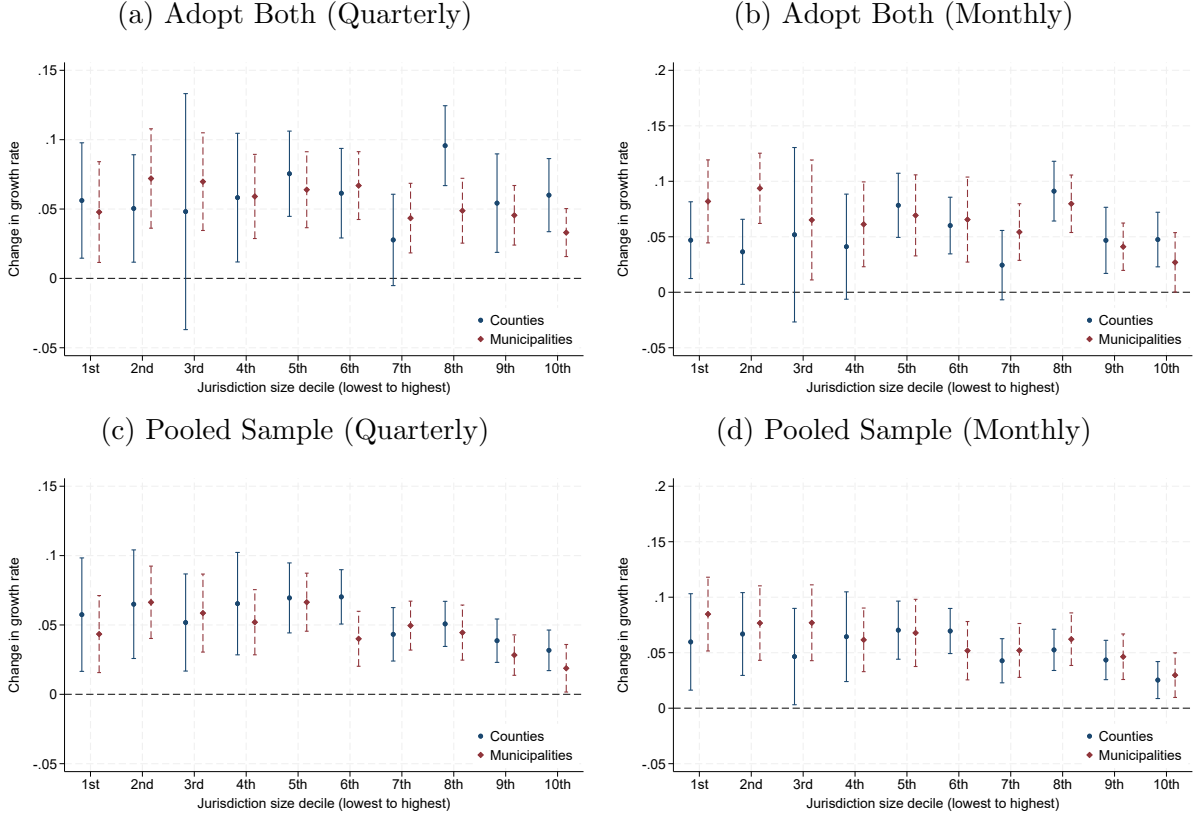 (a) Adopt Both (Quarterly)
.15
.1
.05
0
-.05
Change in growth rate
Counties
Municipalities
1st 2nd 3rd 4th 5th 6th 7th 8th 9th 10th
Jurisdiction size decile (lowest to highest)
(b) Adopt Both (Monthly)
.2
.15
.1
.05
0
-.05
Change in growth rate
Counties
Municipalities
1st 2nd 3rd 4th 5th 6th 7th 8th 9th 10th
Jurisdiction size decile (lowest to highest)
(c) Pooled Sample (Quarterly)
.15
.1
.05
0
-.05
Change in growth rate
Counties
Municipalities
1st 2nd 3rd 4th 5th 6th 7th 8th 9th 10th
Jurisdiction size decile (lowest to highest)
(d) Pooled Sample (Monthly)
.2
.15
.1
.05
0
-.05
Change in growth rate
Counties
Municipalities
1st 2nd 3rd 4th 5th 6th 7th 8th 9th 10th
Jurisdiction size decile (lowest to highest)